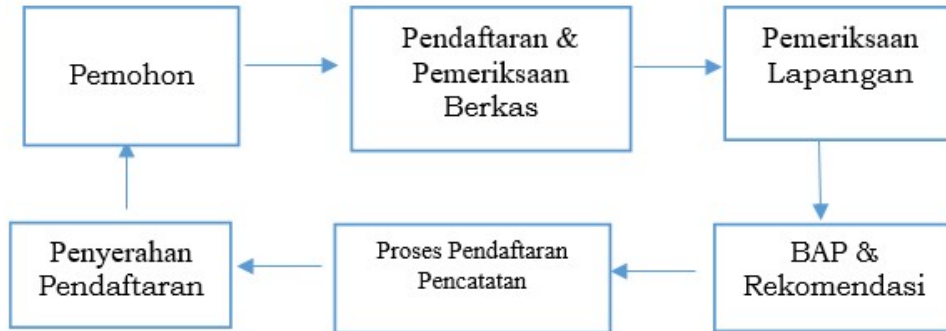 Pemohon
Pendaftaran &
Pemeriksaan
Berkas
Pemeriksaan
Lapangan
BAP &
Rekomendasi
Proses Pendaftaran
Pencatatan
Penyerahan
Pendaftaran